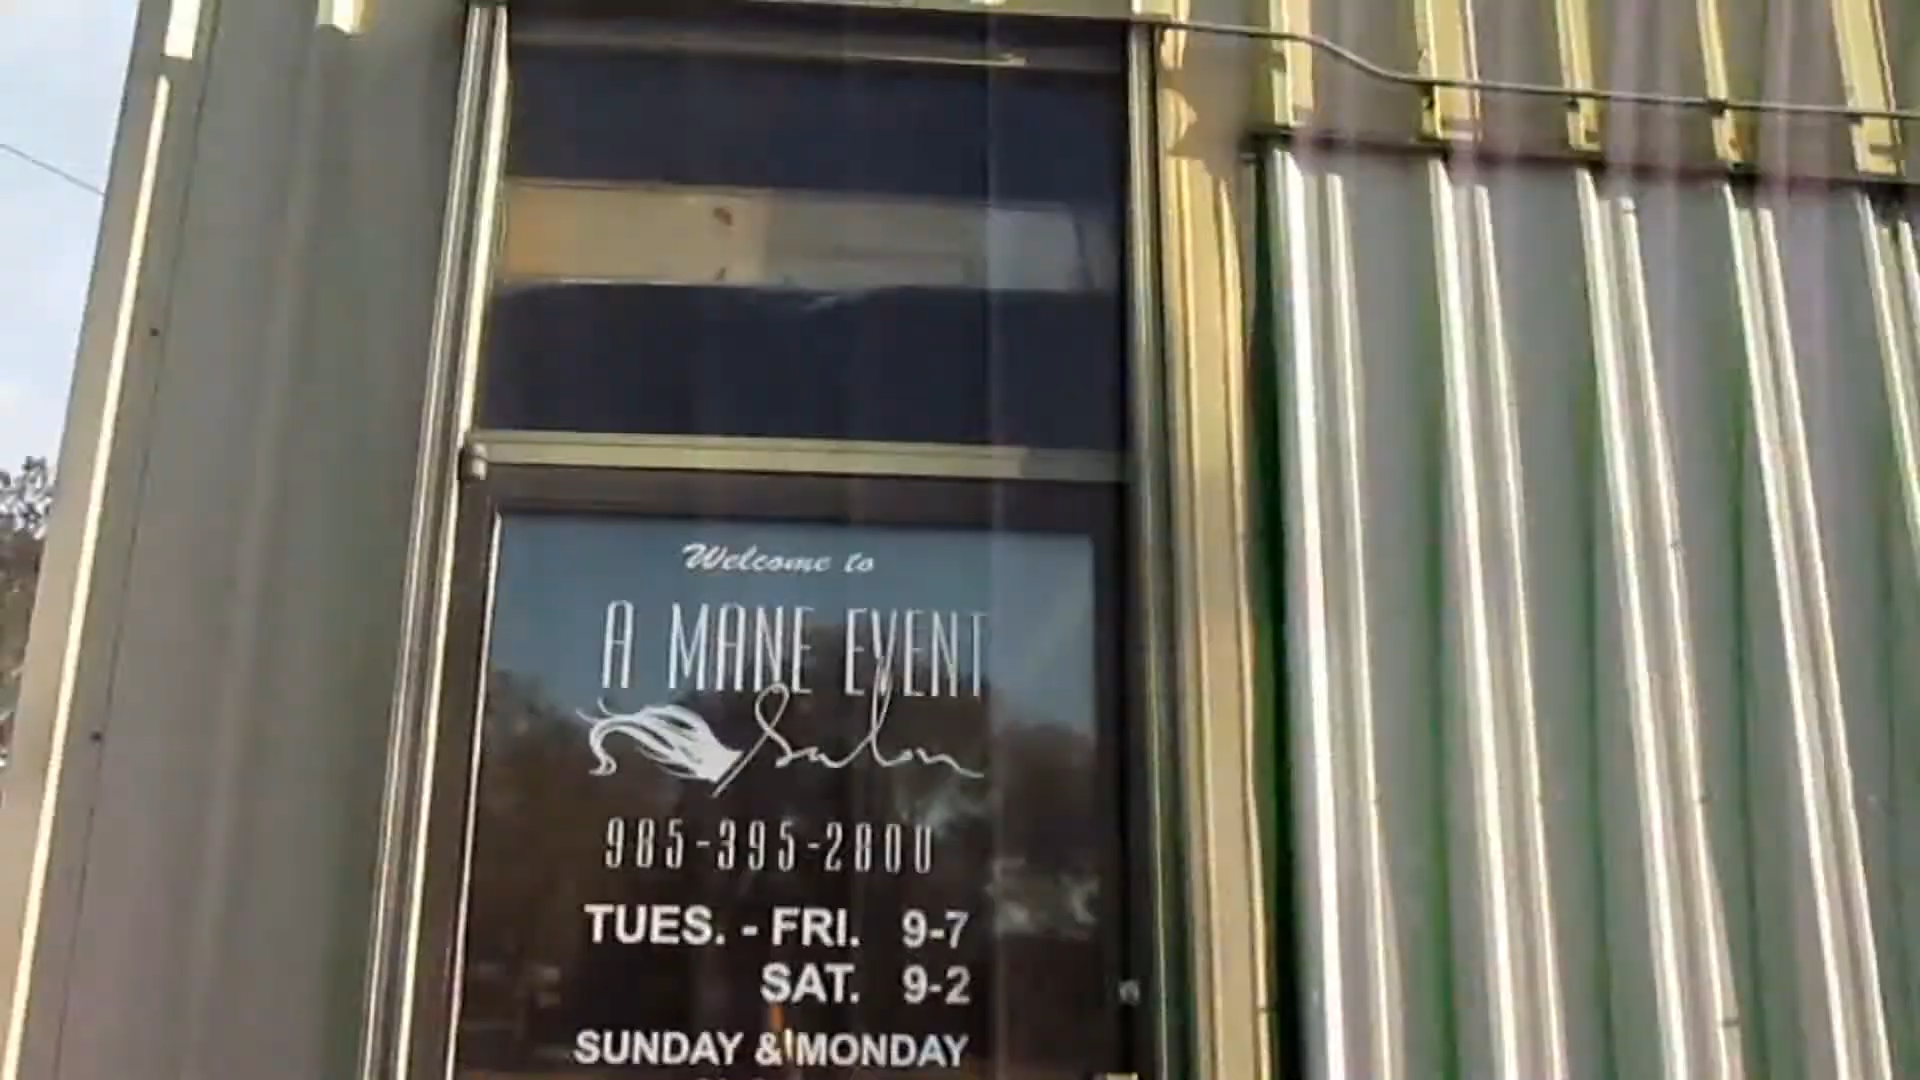 Welcome to
A MANE EVENT
Salon
985-395-2800
TUES. - FRI. 9-7
SAT. 9-2
SUNDAY & MONDAY